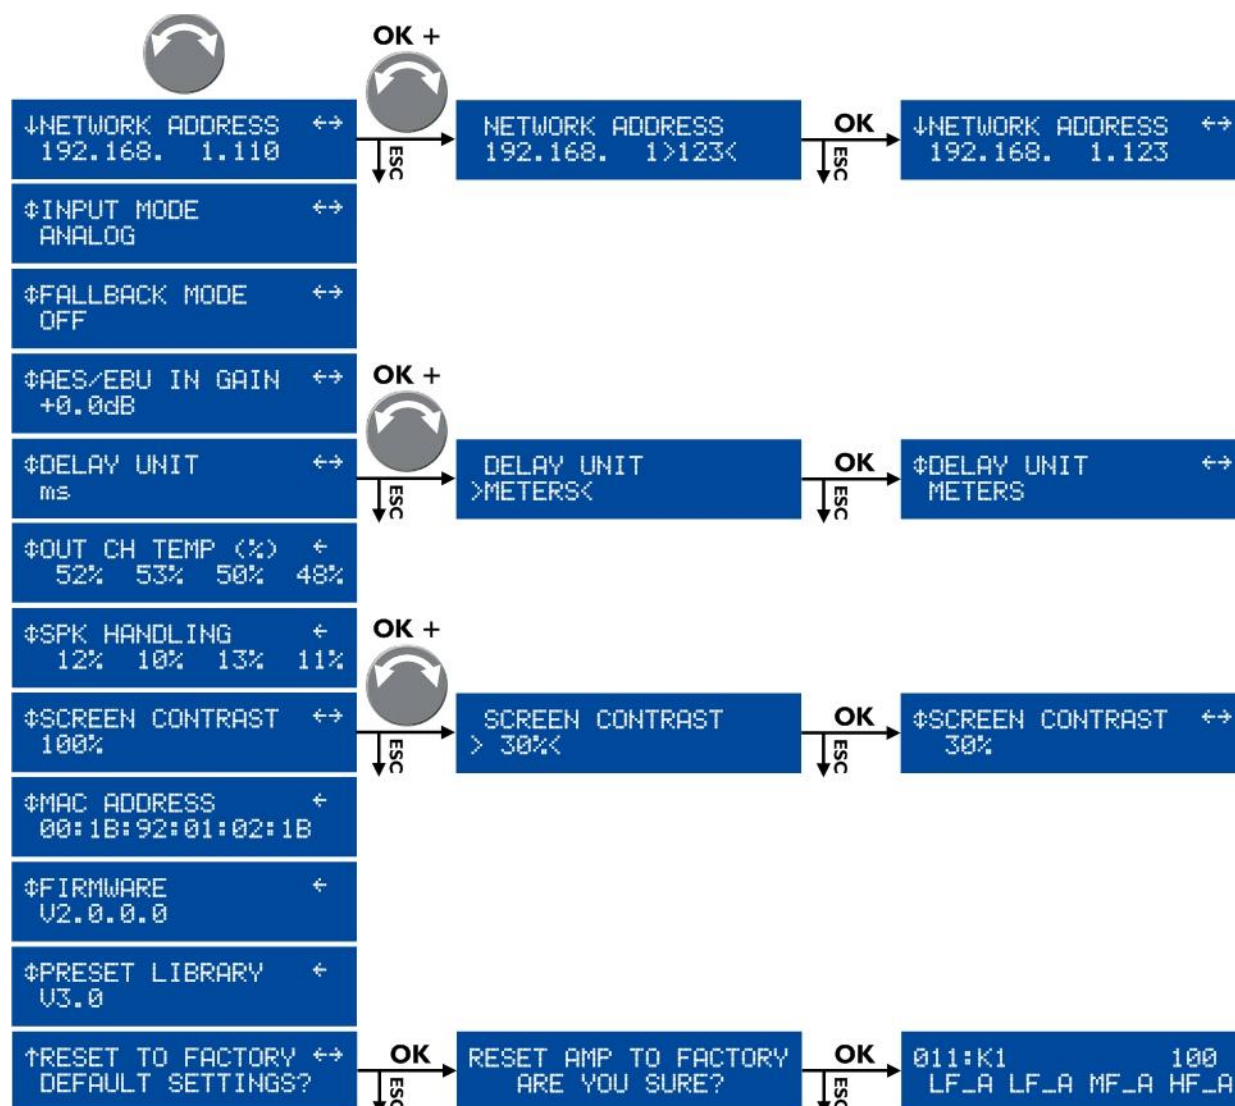 OK +
↓NETWORK ADDRESS ↔
192.168.  1.110
ESC
NETWORK ADDRESS
192.168.  1>123<
OK
ESC
↓NETWORK ADDRESS ↔
192.168.  1.123
↕INPUT MODE ↔
ANALOG
↕FALLBACK MODE ↔
OFF
↕AES/EBU IN GAIN ↔
+0.0dB
OK +
↕DELAY UNIT ↔
ms
ESC
DELAY UNIT
>METERS<
OK
ESC
↕DELAY UNIT ↔
METERS
↕OUT CH TEMP (%) ←
52% 53% 50% 48%
↕SPK HANDLING ←
12% 10% 13% 11%
OK +
↕SCREEN CONTRAST ↔
100%
ESC
SCREEN CONTRAST
> 30%<
OK
ESC
↕SCREEN CONTRAST ↔
30%
↕MAC ADDRESS ←
00:1B:92:01:02:1B
↕FIRMWARE ←
V2.0.0.0
↕PRESET LIBRARY ←
V3.0
↑RESET TO FACTORY ↔
DEFAULT SETTINGS?
OK
ESC
RESET AMP TO FACTORY
ARE YOU SURE?
OK
ESC
011:K1 100
LF_A LF_A MF_A HF_A